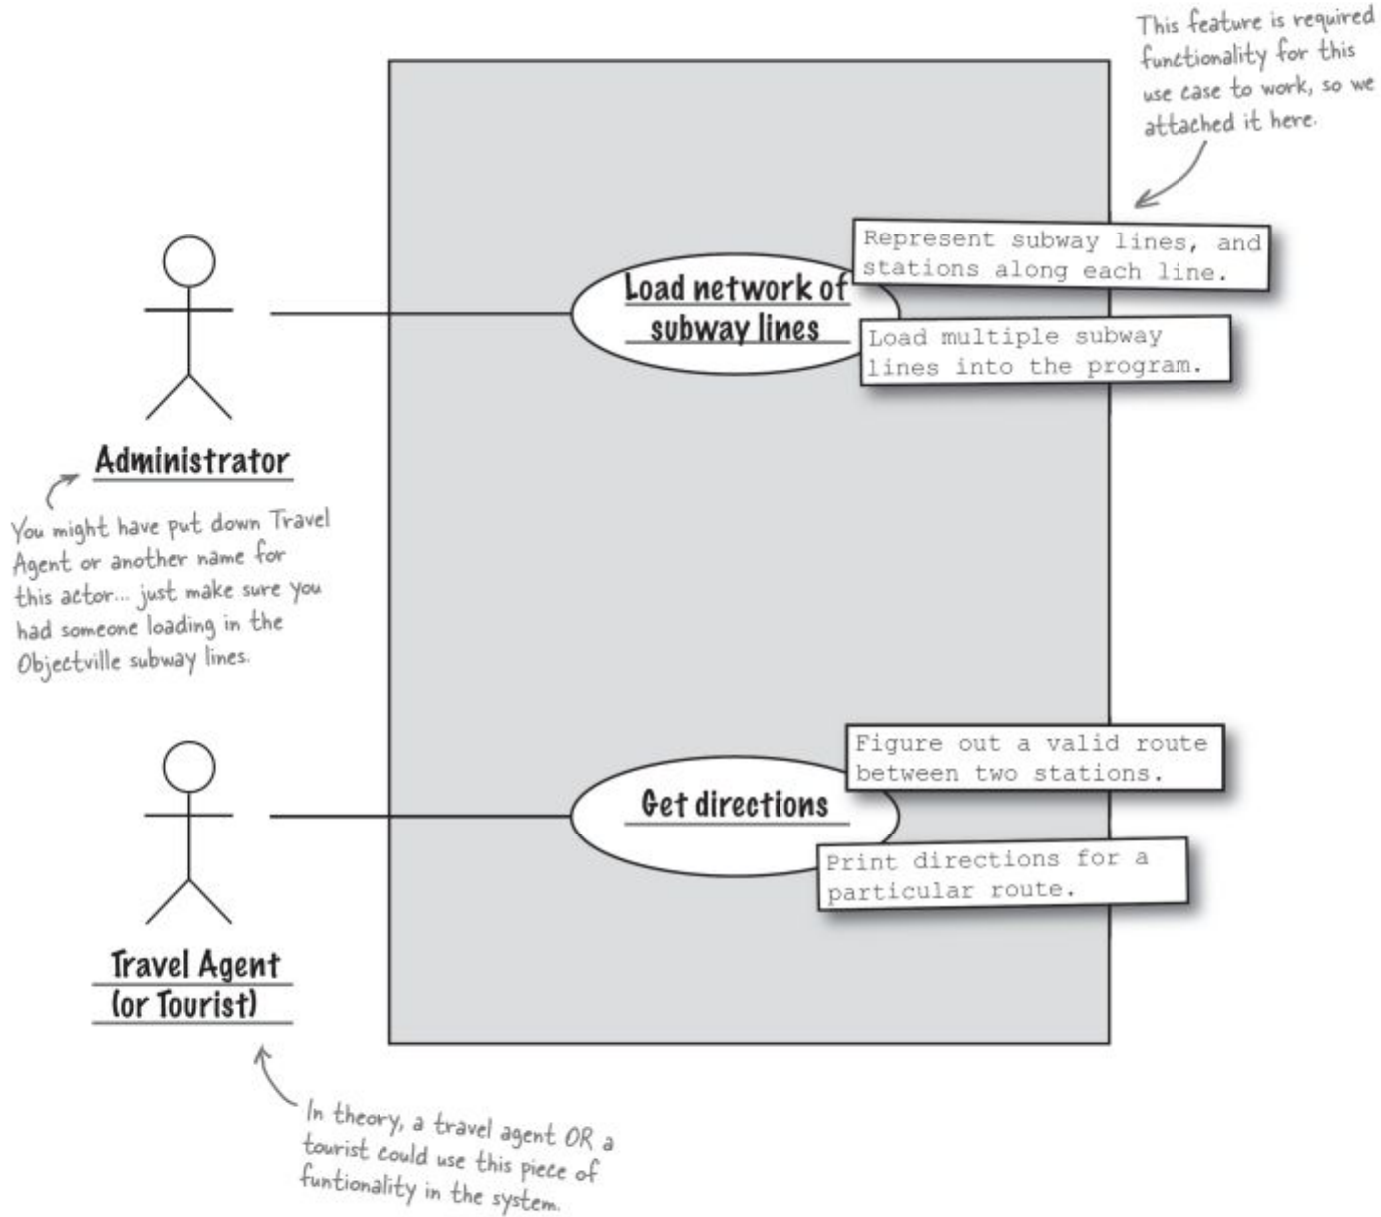 This feature is required
functionality for this
use case to work, so we
attached it here.
Represent subway lines, and
stations along each line.
Load network of
subway lines
Load multiple subway
lines into the program.
Administrator
You might have put down Travel
Agent or another name for
this actor... just make sure you
had someone loading in the
Objectville subway lines.
Figure out a valid route
between two stations.
Get directions
Print directions for a
particular route.
Travel Agent
(or Tourist)
In theory, a travel agent OR a
tourist could use this piece of
funtionality in the system.